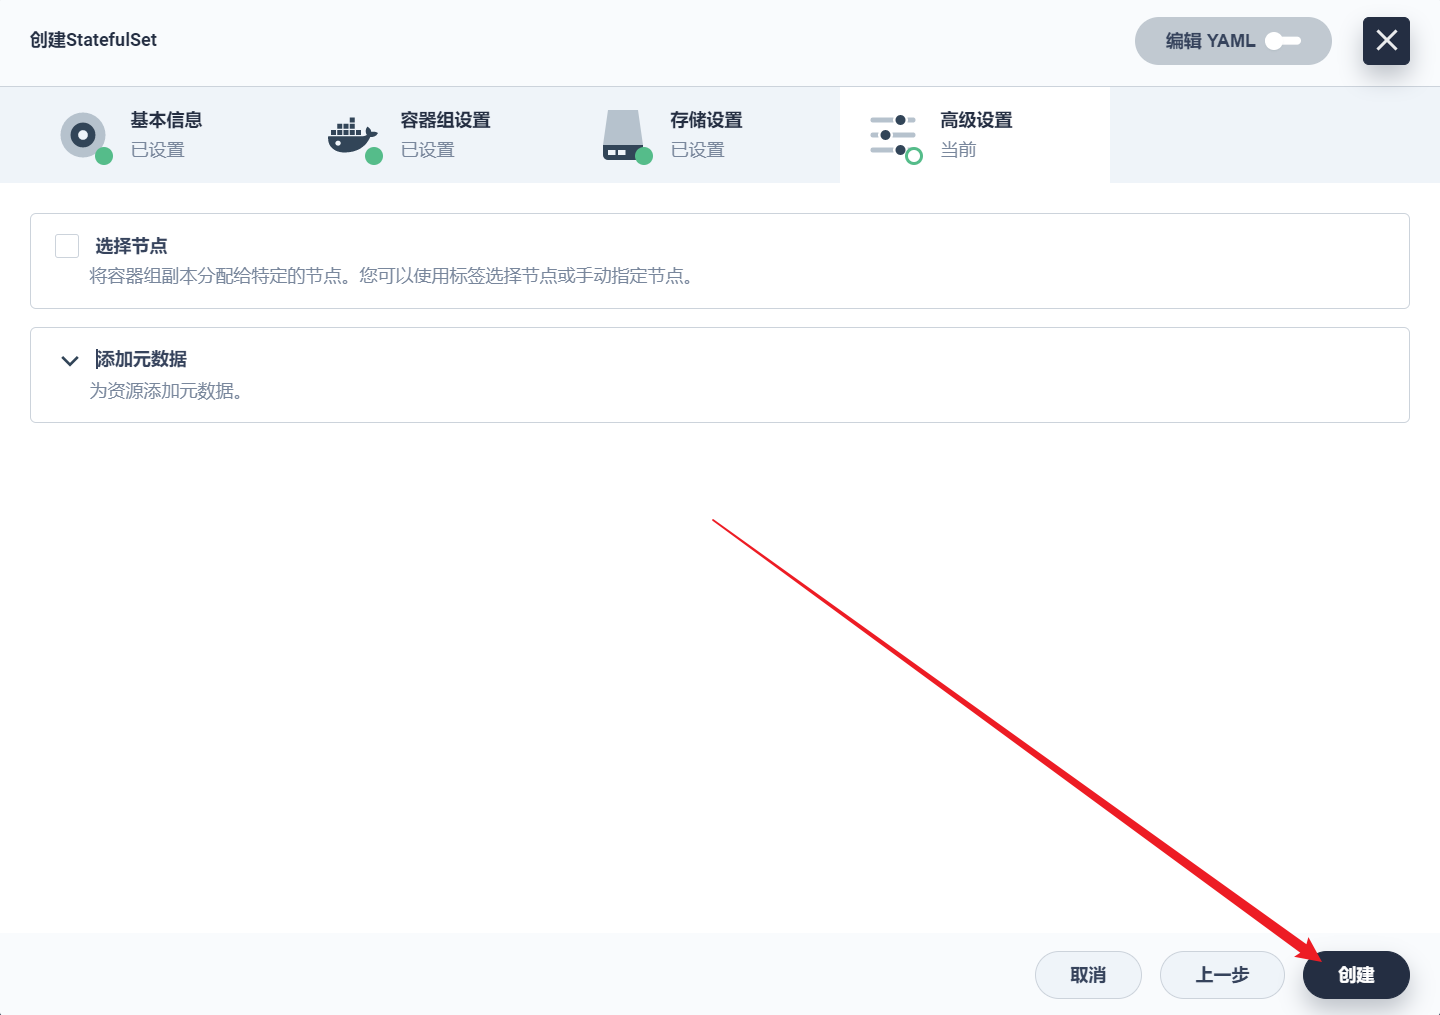 创建StatefulSet
编辑 YAML
基本信息
已设置
容器组设置
已设置
存储设置
已设置
高级设置
当前
选择节点
将容器组副本分配给特定的节点。您可以使用标签选择节点或手动指定节点。
添加元数据
为资源添加元数据。
取消
上一步
创建